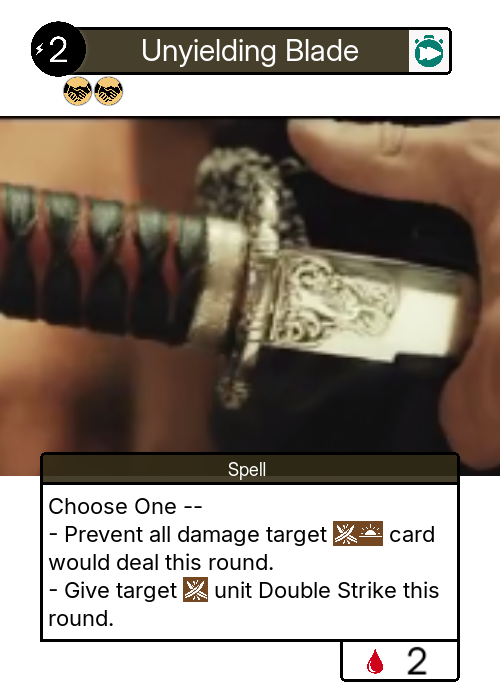 2
Unyielding Blade
Spell
Choose One --
- Prevent all damage target card
would deal this round.
- Give target unit Double Strike this
round.
2